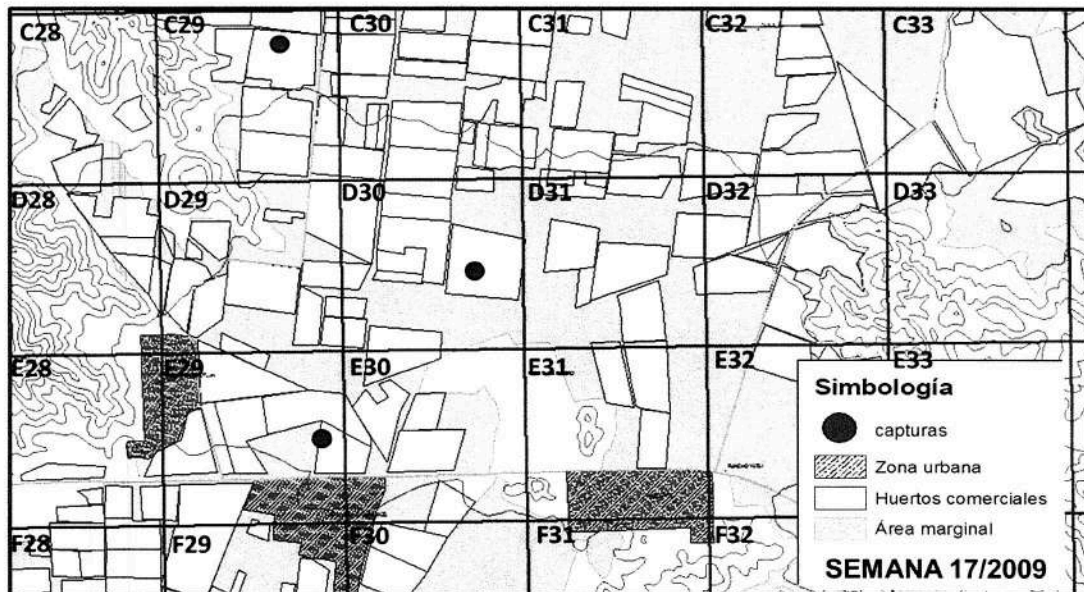 C28 C29 C30 C31 C32 C33
D28 D29 D30 D31 D32 D33
E28 E29 E30 E31 E32 E33
Simbología
capturas
Zona urbana
Huertos comerciales
Área marginal
F28 F29 F30 F31 F32
SEMANA 17/2009